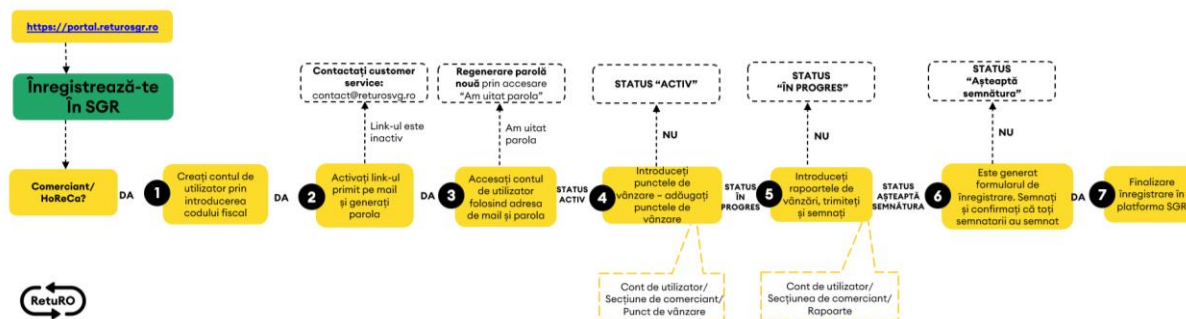 https://portal.returosgr.ro
Înregistrează-te
În SGR
Comerciant/
HoReCa?
DA
1
Creați contul de
utilizator prin
introducerea
codului fiscal
DA
Contactați customer
service:
contact@returosvg.ro
Link-ul este
inactiv
2
Activați link-ul
primit pe mail
și generați
parola
DA
Regenerare parolă
nouă prin accesare
“Am uitat parola”
Am uitat
parola
3
Accesați contul
de utilizator
folosind adresa
de mail și parola
STATUS
ACTIV
STATUS “ACTIV”
NU
4
Introduceți
punctele de
vânzare – adăugați
punctele de
vânzare
Cont de utilizator/
Secțiune de comerciant/
Punct de vânzare
STATUS
ÎN
PROGRES
STATUS
“ÎN PROGRES”
NU
5
Introduceți
rapoartele de
vânzări, trimiteți
și semnați
Cont de utilizator/
Secțiunea de comerciant/
Rapoarte
STATUS
AȘTEAPTĂ
SEMNĂTURA
STATUS
“Așteaptă
semnătura”
NU
6
Este generat
formularul de
înregistrare. Semnați
și confirmați că toți
semnatarii au semnat
DA
7
Finalizare
înregistrare în
platforma SGR
RetuRO